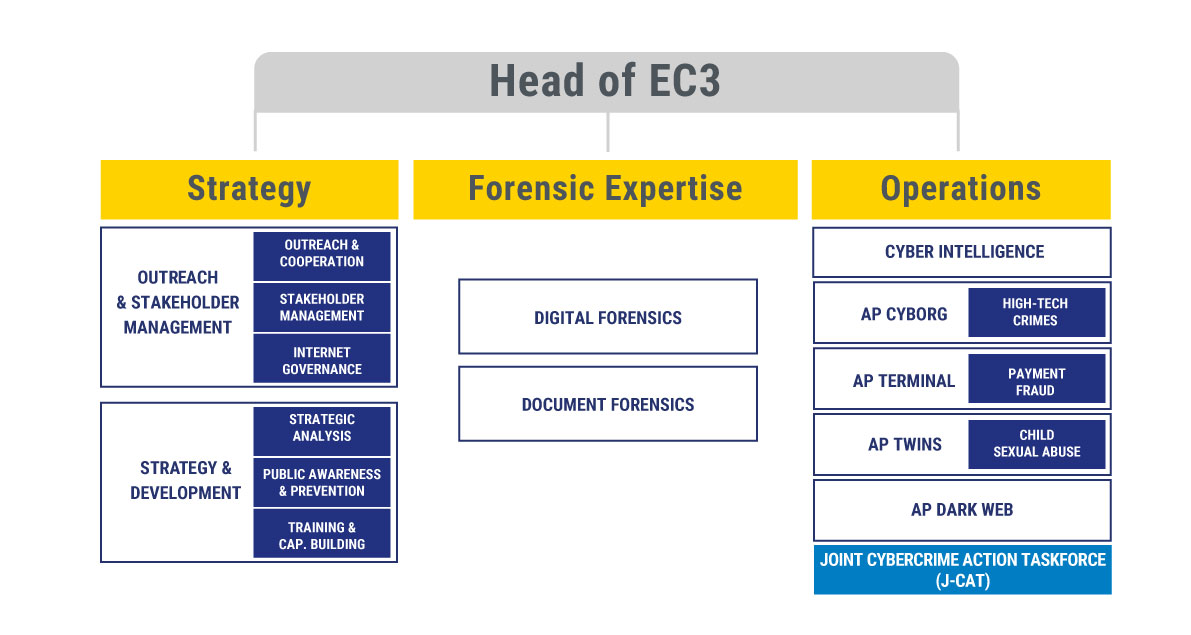 Head of EC3
Strategy
OUTREACH
& STAKEHOLDER
MANAGEMENT
OUTREACH &
COOPERATION
STAKEHOLDER
MANAGEMENT
INTERNET
GOVERNANCE
STRATEGY &
DEVELOPMENT
STRATEGIC
ANALYSIS
PUBLIC AWARENESS
& PREVENTION
TRAINING &
CAP. BUILDING
Forensic Expertise
DIGITAL FORENSICS
DOCUMENT FORENSICS
Operations
CYBER INTELLIGENCE
AP CYBORG
HIGH-TECH
CRIMES
AP TERMINAL
PAYMENT
FRAUD
AP TWINS
CHILD
SEXUAL ABUSE
AP DARK WEB
JOINT CYBERCRIME ACTION TASKFORCE
(J-CAT)